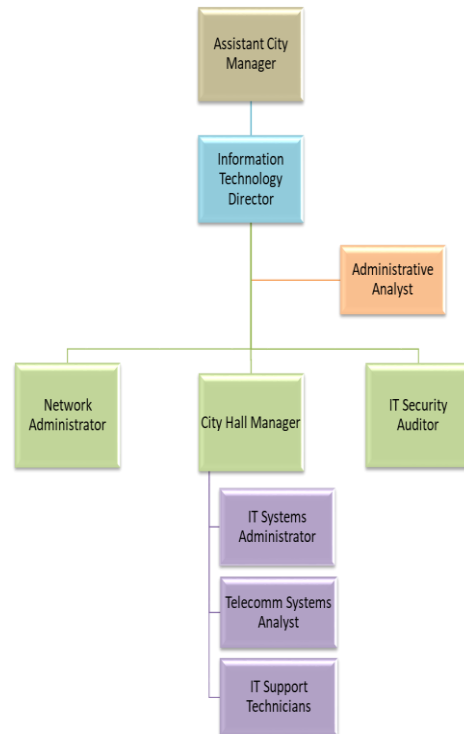 Assistant City
Manager
Information
Technology
Director
Administrative
Analyst
Network
Administrator
City Hall Manager
IT Security
Auditor
IT Systems
Administrator
Telecomm Systems
Analyst
IT Support
Technicians